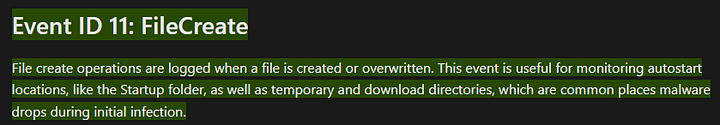 Event ID 11: FileCreate
File create operations are logged when a file is created or overwritten. This event is useful for monitoring autostart
locations, like the Startup folder, as well as temporary and download directories, which are common places malware
drops during initial infection.